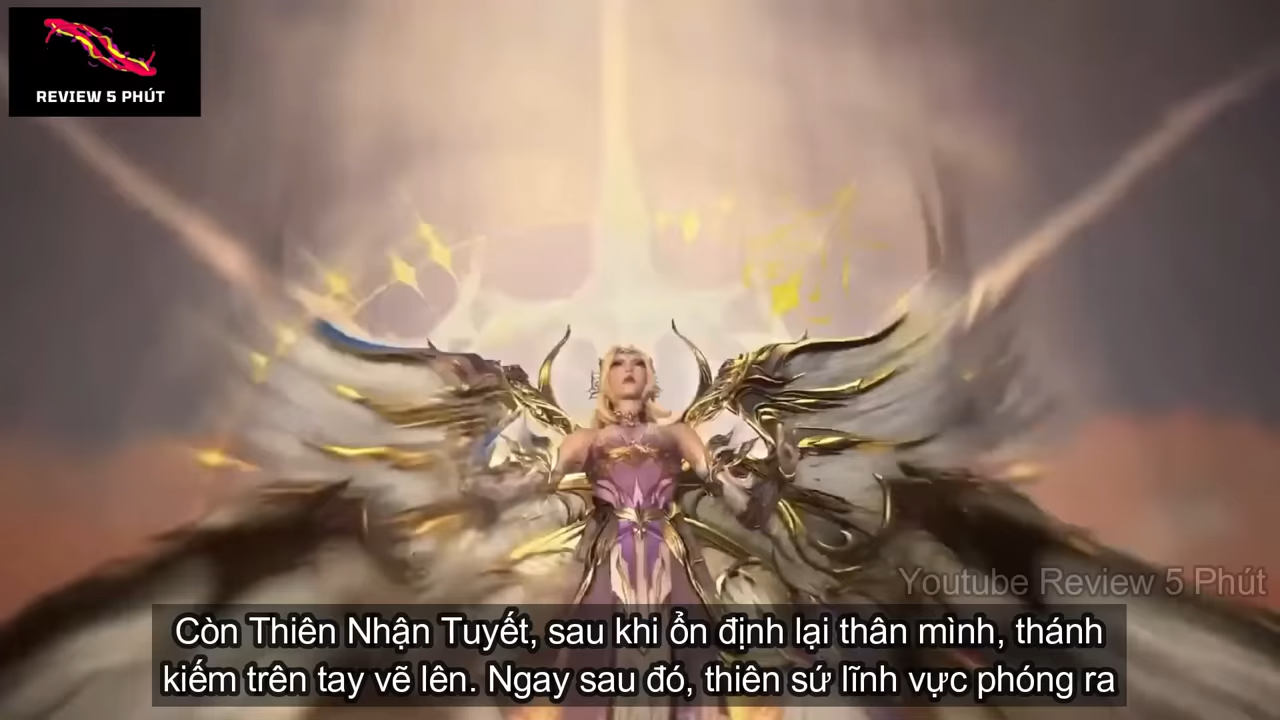 REVIEW 5 PHÚT
Youtube Review 5 Phút
Còn Thiên Nhận Tuyết, sau khi ổn định lại thân mình, thánh
kiếm trên tay vẽ lên. Ngay sau đó, thiên sứ lĩnh vực phóng ra